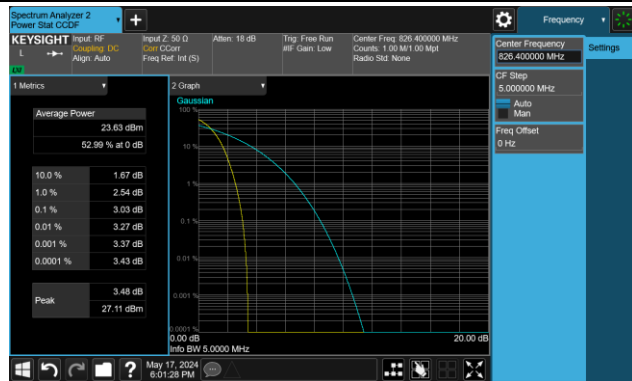 Spectrum Analyzer 2
Power Stat CCDF
Frequency
KEYSIGHT
L
LM
Input: RF
Coupling: DC
Align: Auto
Input Z: 50 Ω
Corr CCorr
Freq Ref: Int (S)
Atten: 18 dB
Trig: Free Run
#IF Gain: Low
Center Freq: 826.400000 MHz
Counts: 1.00 M/1.00 Mpt
Radio Std: None
Center Frequency
826.400000 MHz
Settings
CF Step
5.000000 MHz
Auto
Man
Freq Offset
0 Hz
1 Metrics
Average Power
23.63 dBm
52.99 % at 0 dB
10.0 % 1.67 dB
1.0 % 2.54 dB
0.1 % 3.03 dB
0.01 % 3.27 dB
0.001 % 3.37 dB
0.0001 % 3.43 dB
Peak
3.48 dB
27.11 dBm
2 Graph
Gaussian
100 %
10 %
1 %
0.1 %
0.01 %
0.001 %
0.0001 %
0.00 dB
20.00 dB
Info BW 5.0000 MHz
?
May 17, 2024
6:01:28 PM